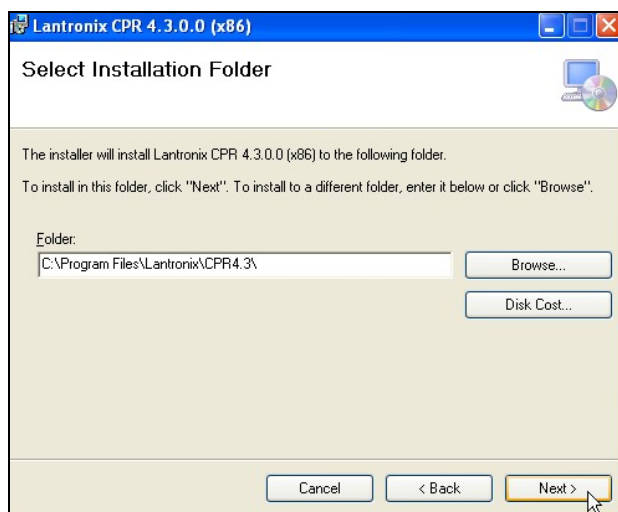 Lantronix CPR 4.3.0.0 (x86)
Select Installation Folder
The installer will install Lantronix CPR 4.3.0.0 (x86) to the following folder.
To install in this folder, click "Next". To install to a different folder, enter it below or click "Browse".
Folder:
C:\Program Files\Lantronix\CPR4.3\
Browse...
Disk Cost...
Cancel
< Back
Next >